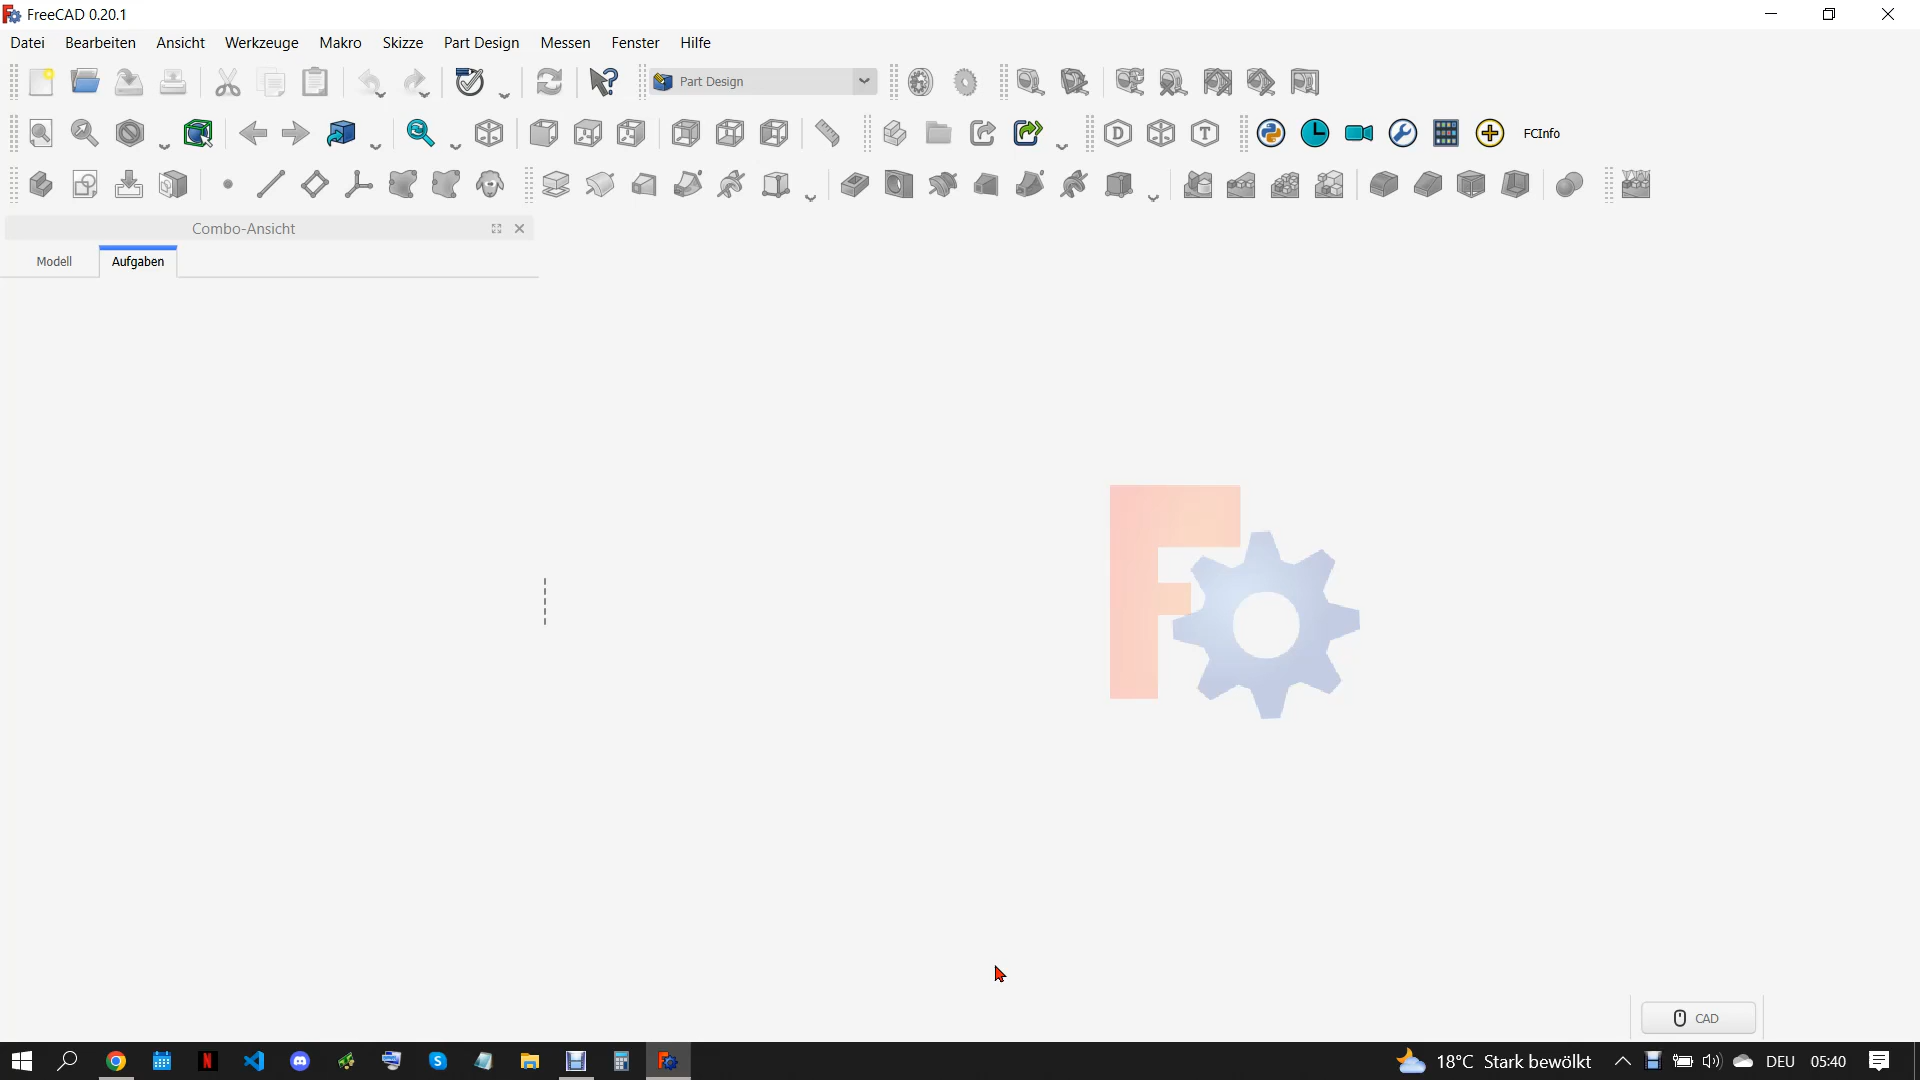 FreeCAD 0.20.1
Datei Bearbeiten Ansicht Werkzeuge Makro Skizze Part Design Messen Fenster Hilfe
Part Design
D T FCInfo
Combo-Ansicht
Modell Aufgaben
CAD
18°C Stark bewölkt DEU 05:40